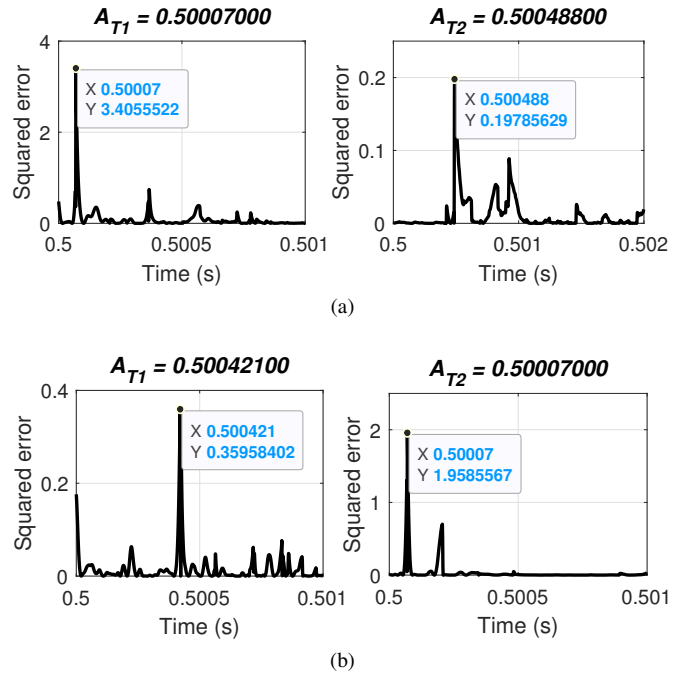 A_T1 = 0.50007000
4
2
0
Squared error
X 0.50007
Y 3.4055522
0.5
0.5005
0.501
Time (s)
A_T2 = 0.50048800
0.2
0.1
0
Squared error
X 0.500488
Y 0.19785629
0.5
0.501
0.502
Time (s)
(a)
A_T1 = 0.50042100
0.4
0.2
0
Squared error
X 0.500421
Y 0.35958402
0.5
0.5005
0.501
Time (s)
A_T2 = 0.50007000
2
1
0
Squared error
X 0.50007
Y 1.9585567
0.5
0.5005
0.501
Time (s)
(b)